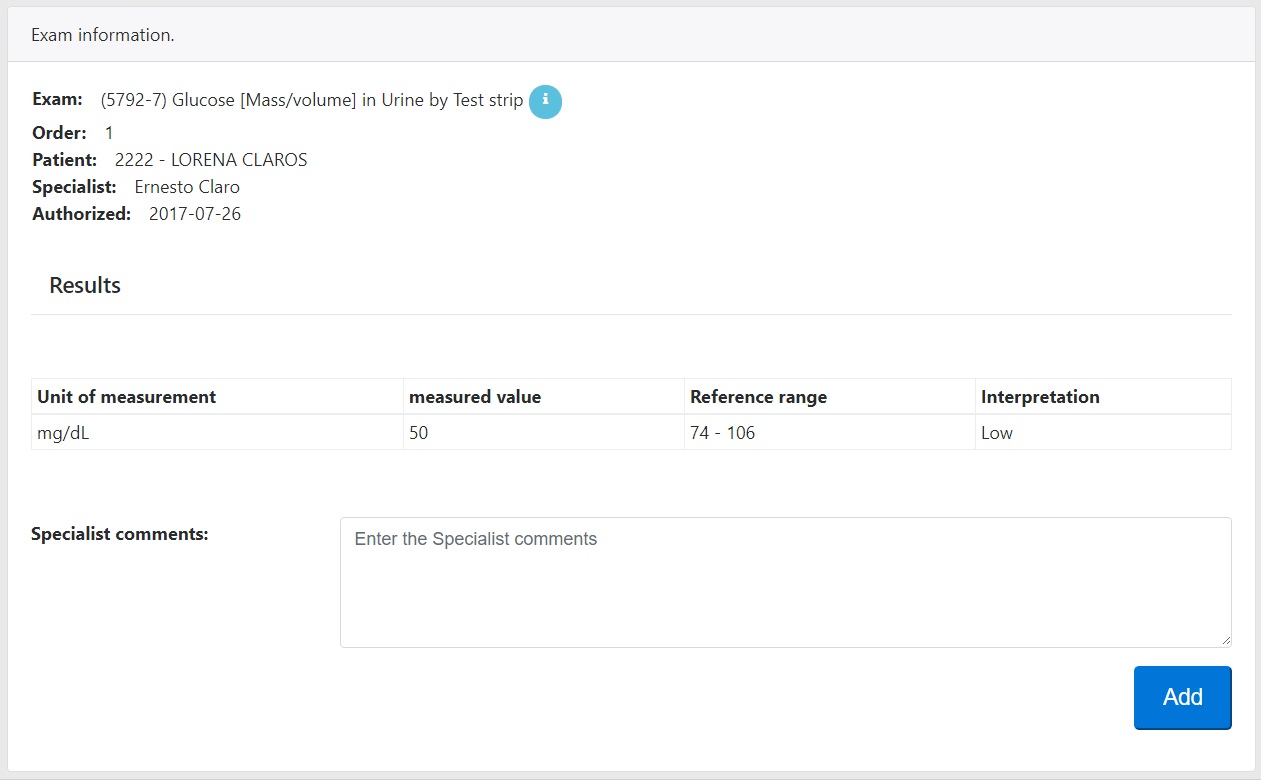 Exam information.
Exam: (5792-7) Glucose [Mass/volume] in Urine by Test strip i
Order: 1
Patient: 2222 - LORENA CLAROS
Specialist: Ernesto Claro
Authorized: 2017-07-26
Results
Unit of measurement measured value Reference range Interpretation
mg/dL 50 74 - 106 Low
Specialist comments: Enter the Specialist comments
Add